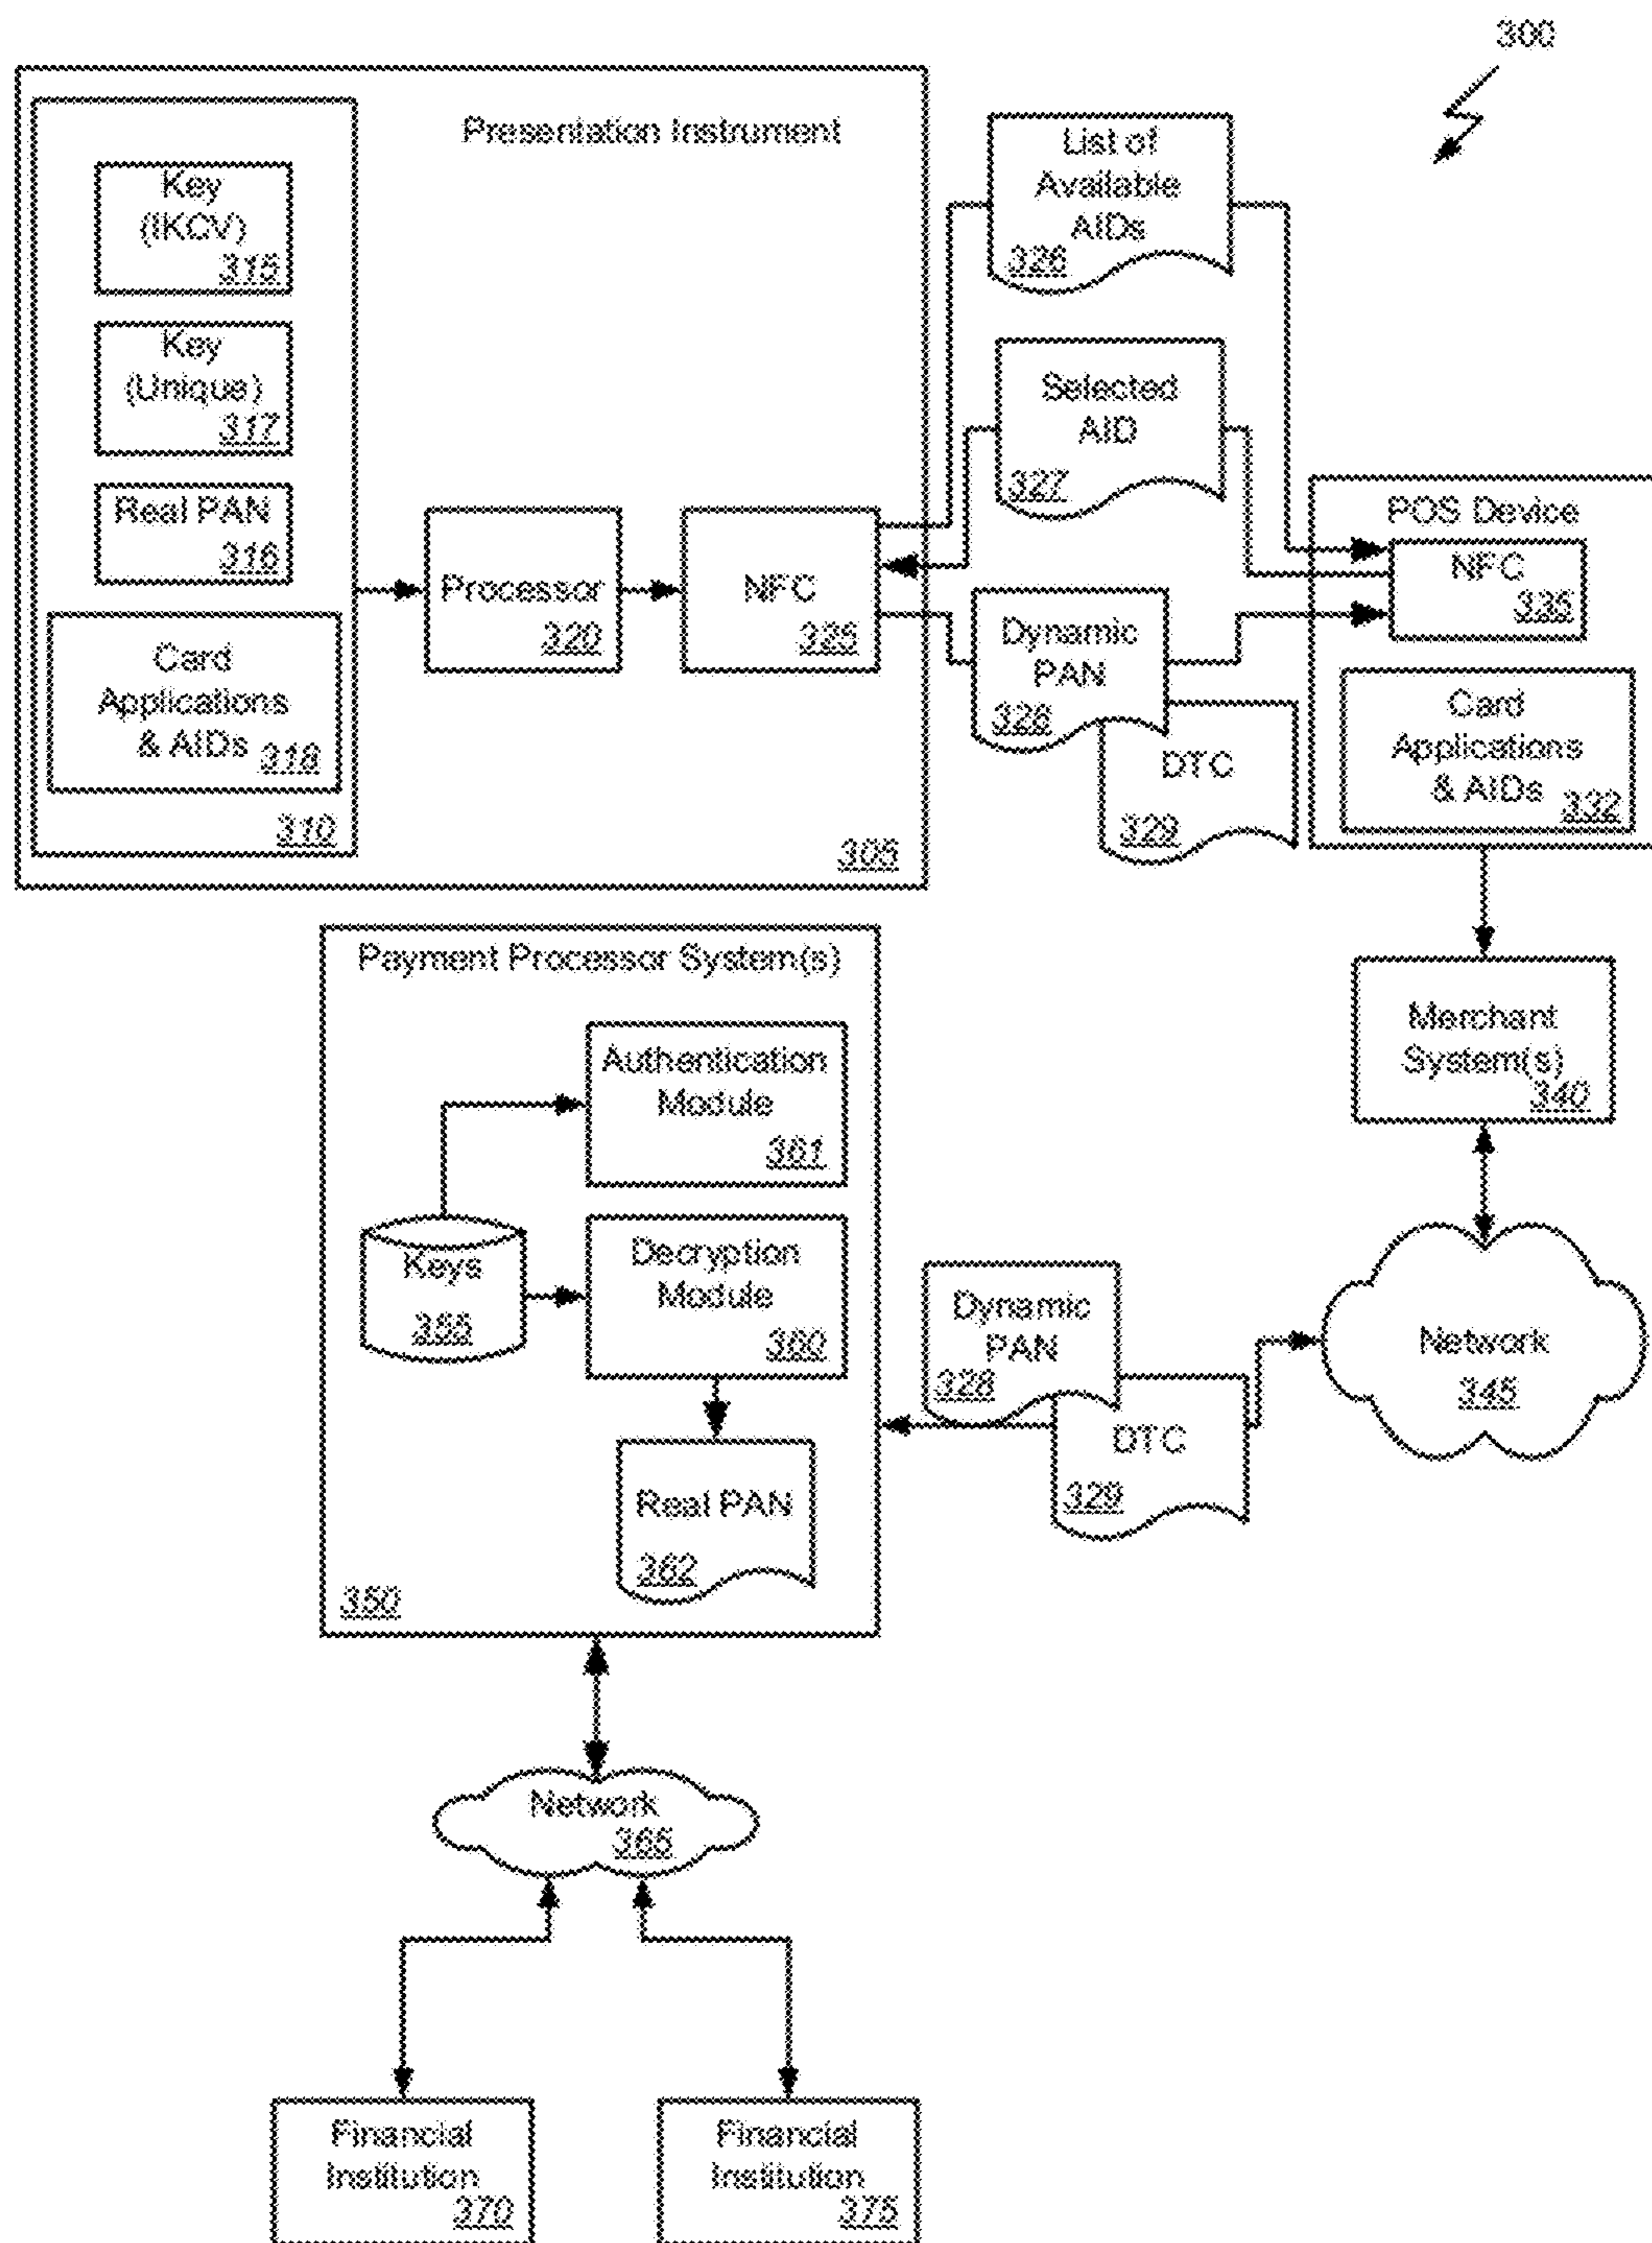 300
Presentation Instrument
Key
(IKCV)
315
Key
(Unique)
317
Real PAN
316
Card
Applications
& AIDs 318
310
Processor
320
NFC
325
305
List of
Available
AIDs
326
Selected
AID
327
Dynamic
PAN
328
DTC
329
POS Device
NFC
335
Card
Applications
& AIDs
332
Merchant
System(s)
340
Network
345
Dynamic
PAN
328
DTC
329
Payment Processor System(s)
Authentication
Module
361
Keys
355
Decryption
Module
360
Real PAN
362
350
Network
365
Financial
Institution
370
Financial
Institution
375